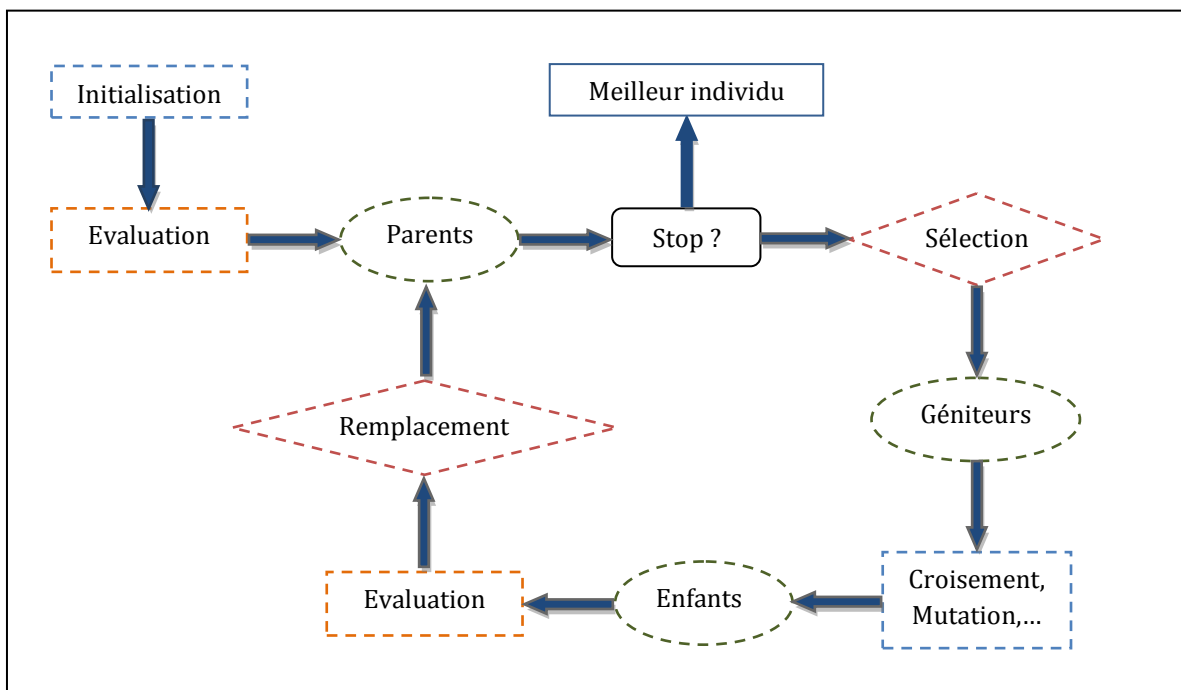 Initialisation
Meilleur individu
Evaluation
Parents
Stop ?
Sélection
Remplacement
Géniteurs
Evaluation
Enfants
Croisement,
Mutation,…